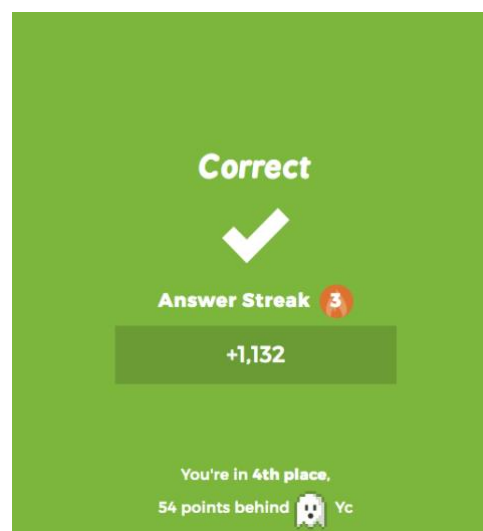 Correct
Answer Streak 3
+1,132
You're in 4th place,
54 points behind Yc